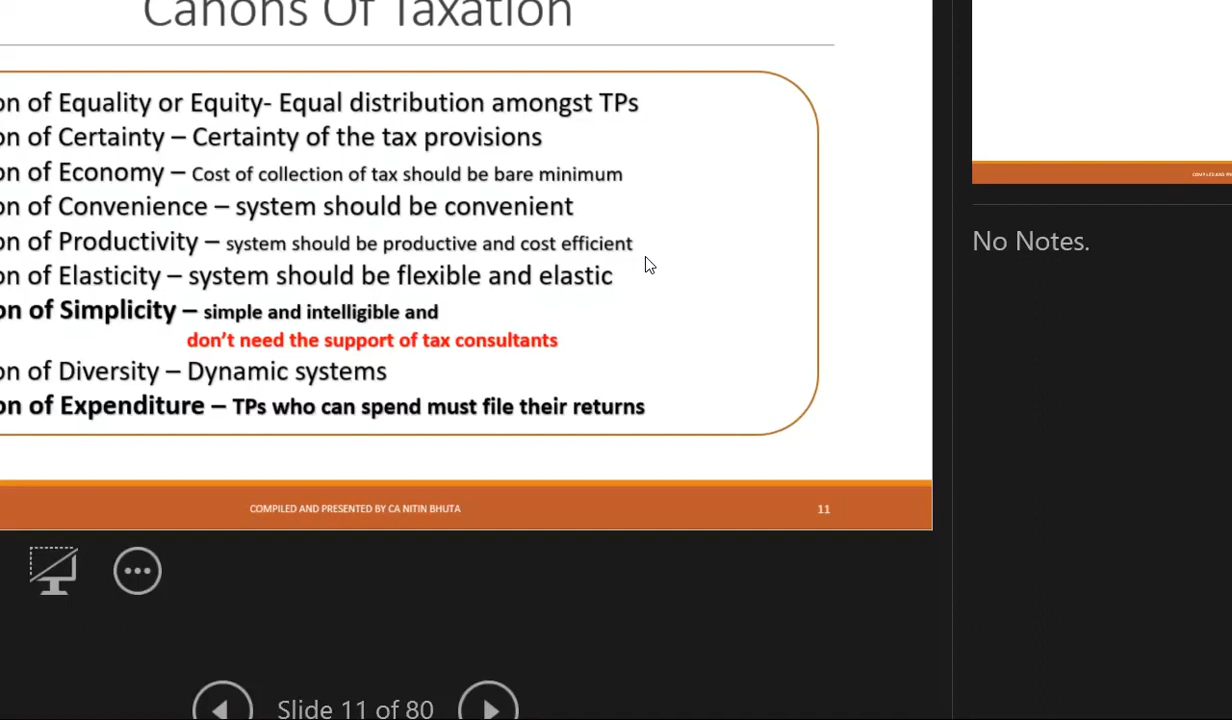 Canons Of Taxation
on of Equality or Equity- Equal distribution amongst TPs
on of Certainty – Certainty of the tax provisions
on of Economy – Cost of collection of tax should be bare minimum
on of Convenience – system should be convenient
on of Productivity – system should be productive and cost efficient
on of Elasticity – system should be flexible and elastic
on of Simplicity – simple and intelligible and
don't need the support of tax consultants
on of Diversity – Dynamic systems
on of Expenditure – TPs who can spend must file their returns
COMPILED AND PRESENTED BY CA NITIN BHUTA
11
Slide 11 of 80
COMPILED AND
No Notes.